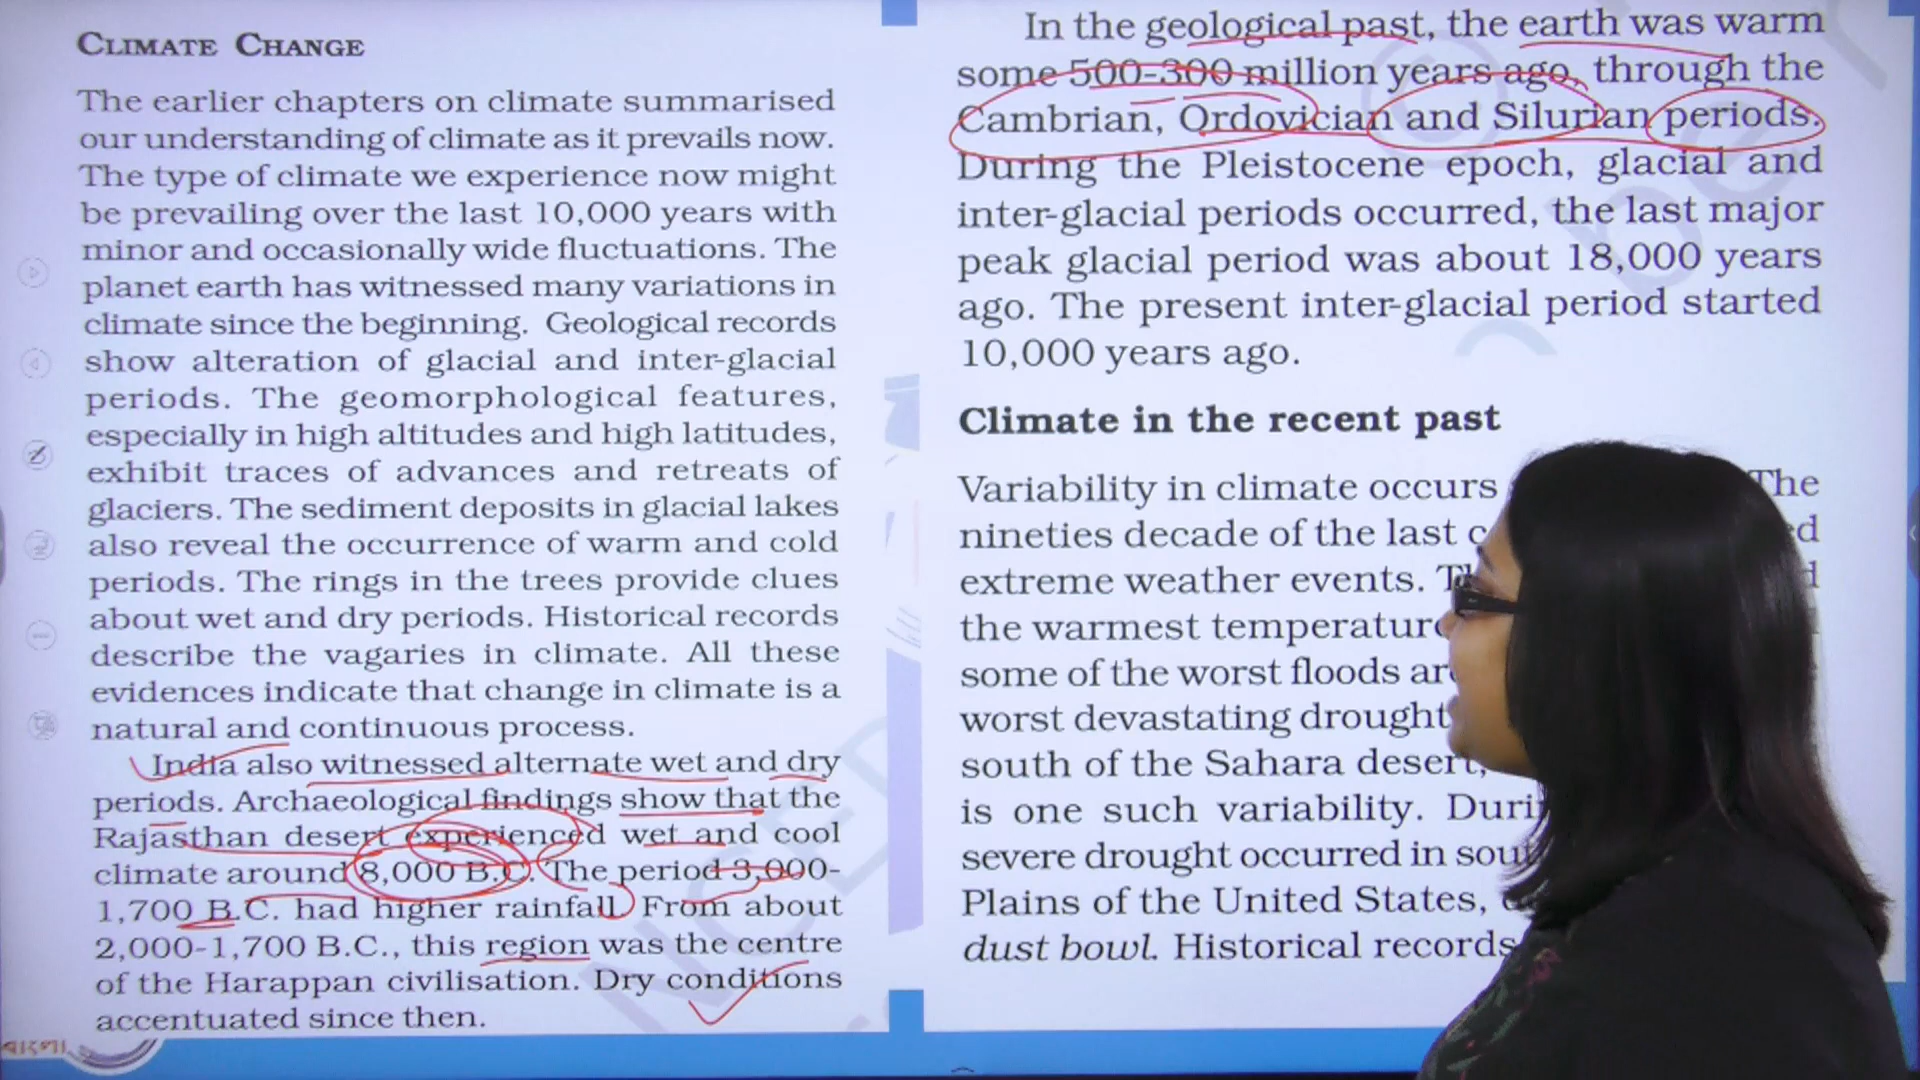 CLIMATE CHANGE
The earlier chapters on climate summarised
our understanding of climate as it prevails now.
The type of climate we experience now might
be prevailing over the last 10,000 years with
minor and occasionally wide fluctuations. The
planet earth has witnessed many variations in
climate since the beginning. Geological records
show alteration of glacial and inter-glacial
periods. The geomorphological features,
especially in high altitudes and high latitudes,
exhibit traces of advances and retreats of
glaciers. The sediment deposits in glacial lakes
also reveal the occurrence of warm and cold
periods. The rings in the trees provide clues
about wet and dry periods. Historical records
describe the vagaries in climate. All these
evidences indicate that change in climate is a
natural and continuous process.
India also witnessed alternate wet and dry
periods. Archaeological findings show that the
Rajasthan desert experienced wet and cool
climate around 8,000 B.C. The period 3,000-
1,700 B.C. had higher rainfall. From about
2,000-1,700 B.C., this region was the centre
of the Harappan civilisation. Dry conditions
accentuated since then.
In the geological past, the earth was warm
some 500-300 million years ago, through the
Cambrian, Ordovician and Silurian periods.
During the Pleistocene epoch, glacial and
inter-glacial periods occurred, the last major
peak glacial period was about 18,000 years
ago. The present inter-glacial period started
10,000 years ago.
Climate in the recent past
Variability in climate occurs The
nineties decade of the last
extreme weather events.
the warmest
some of the worst floods
worst devastating
south of the Sahara desert,
is one such variability.
severe drought occurred in
Plains of the United States,
dust bowl. Historical records